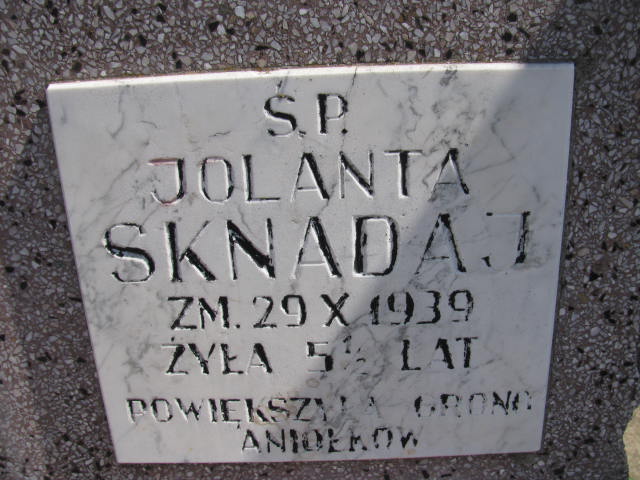 Ś.P.
JOLANTA
SKNADAJ
ZM. 29 X 1939
ŻYŁA 5½ LAT
POWIĘKSZYŁA GRONO
ANIOŁKÓW